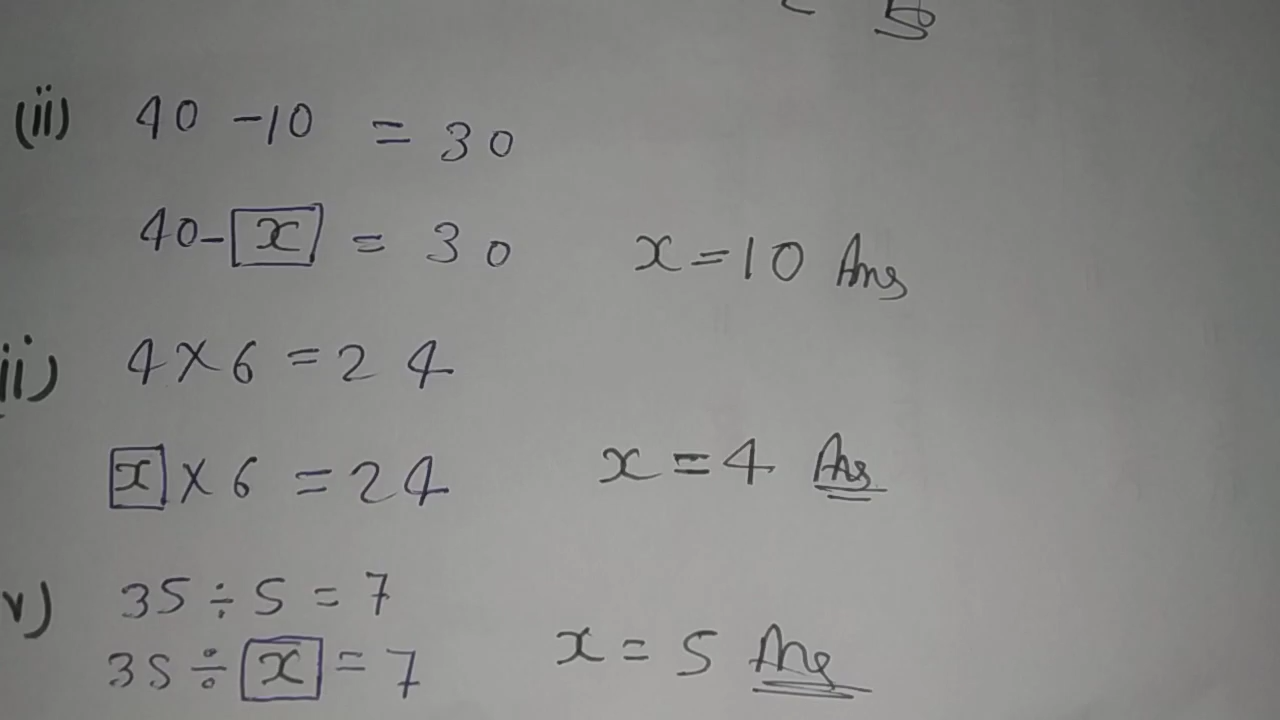 5
(ii) 40 - 10 = 30
40 - x = 30 x = 10 Ans
ii) 4 × 6 = 24
x × 6 = 24 x = 4 Ans
v) 35 ÷ 5 = 7
35 ÷ x = 7 x = 5 Ans